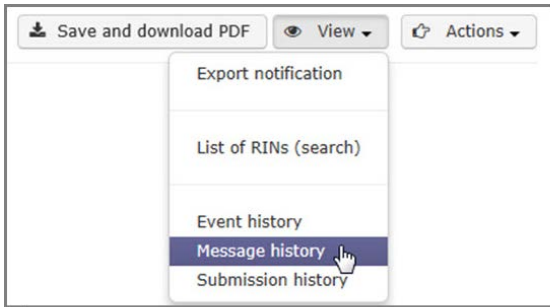 Save and download PDF View Actions
Export notification
List of RINs (search)
Event history
Message history
Submission history